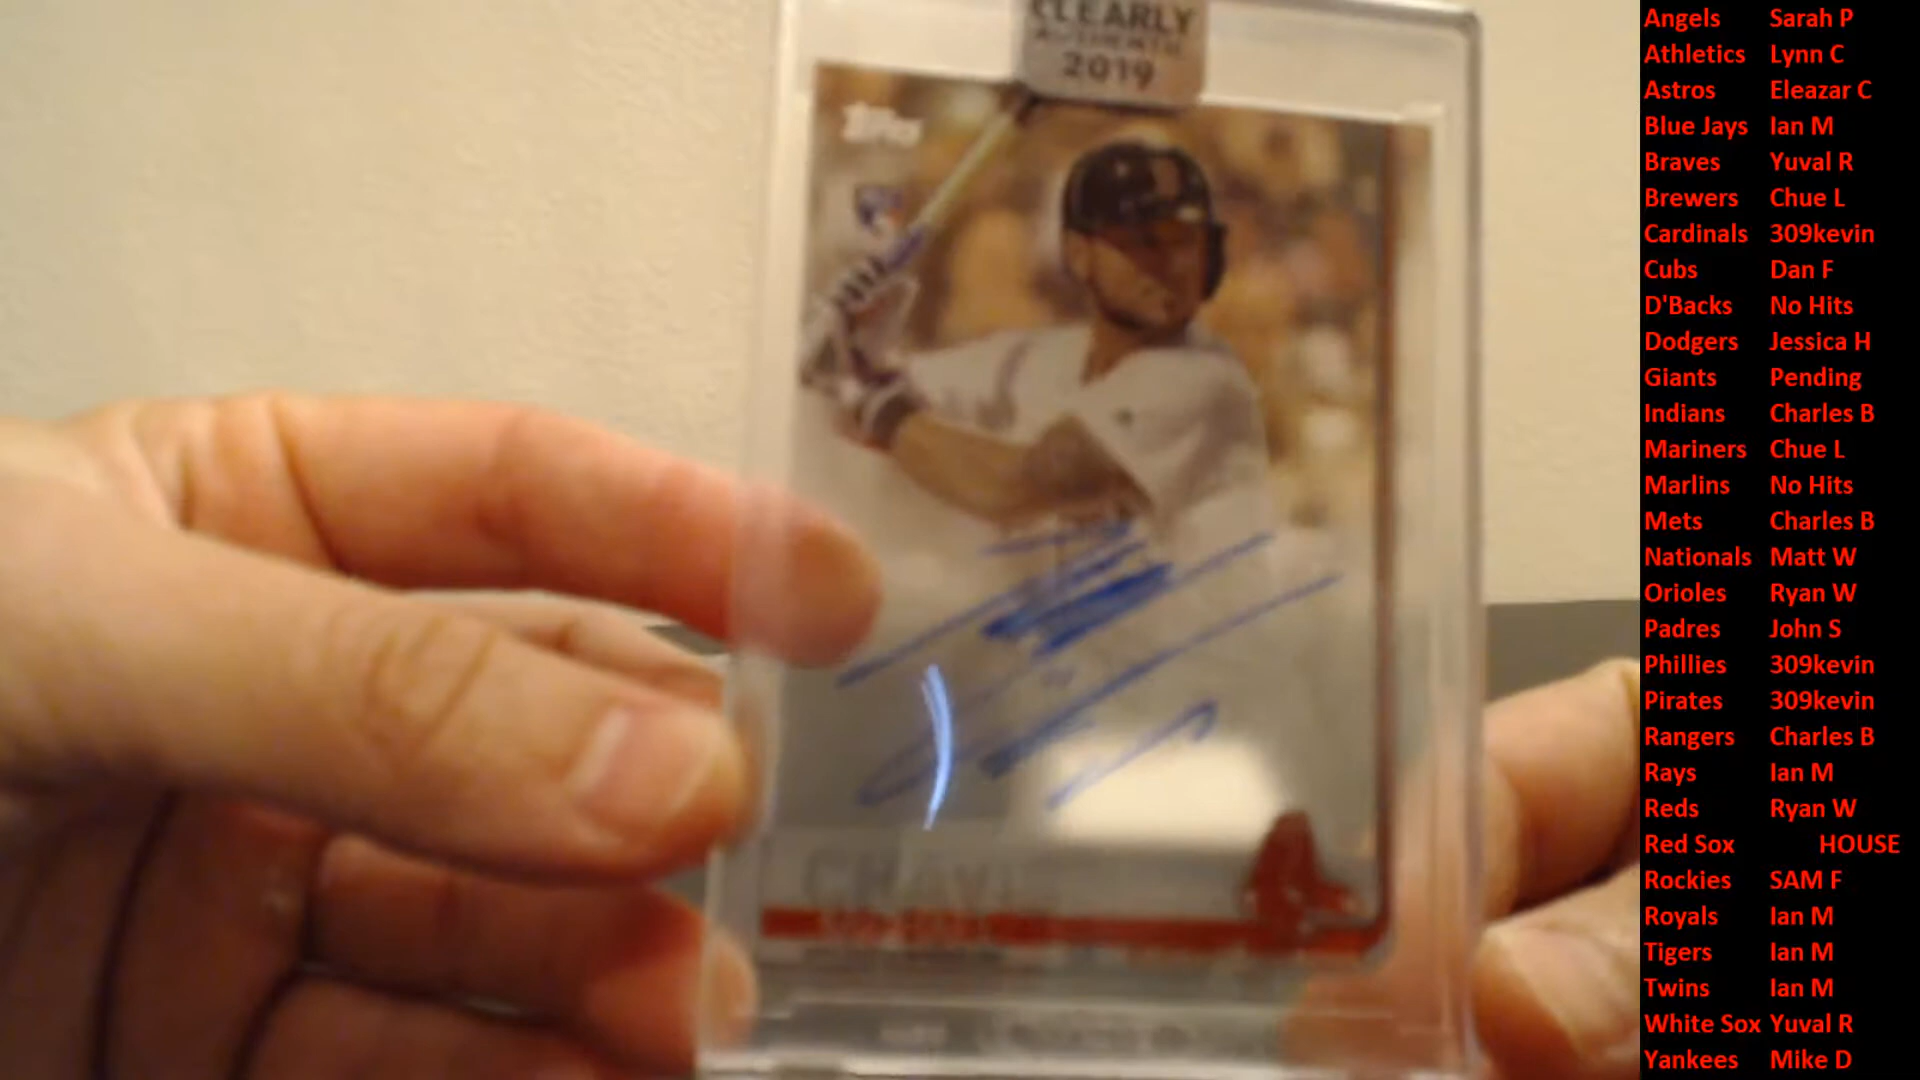 CLEARLY
AUTHENTIC
2019
Topps
Angels Sarah P
Athletics Lynn C
Astros Eleazar C
Blue Jays Ian M
Braves Yuval R
Brewers Chue L
Cardinals 309kevin
Cubs Dan F
D'Backs No Hits
Dodgers Jessica H
Giants Pending
Indians Charles B
Mariners Chue L
Marlins No Hits
Mets Charles B
Nationals Matt W
Orioles Ryan W
Padres John S
Phillies 309kevin
Pirates 309kevin
Rangers Charles B
Rays Ian M
Reds Ryan W
Red Sox HOUSE
Rockies SAM F
Royals Ian M
Tigers Ian M
Twins Ian M
White Sox Yuval R
Yankees Mike D